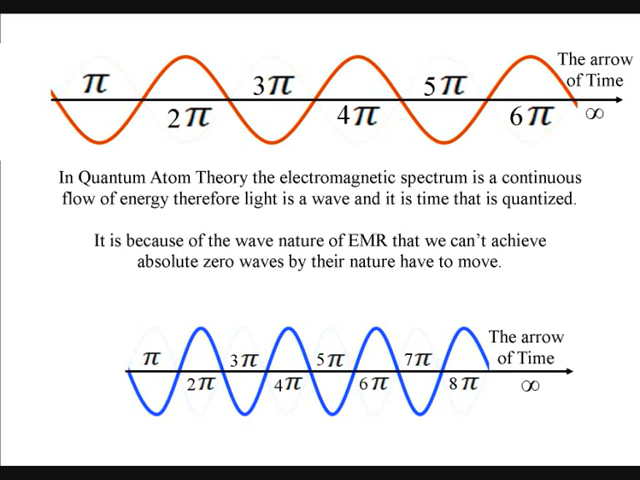 The arrow
of Time
π
3π
5π
2π
4π
6π
∞
In Quantum Atom Theory the electromagnetic spectrum is a continuous
flow of energy therefore light is a wave and it is time that is quantized.
It is because of the wave nature of EMR that we can't achieve
absolute zero waves by their nature have to move.
The arrow
of Time
π
3π
5π
7π
2π
4π
6π
8π
∞